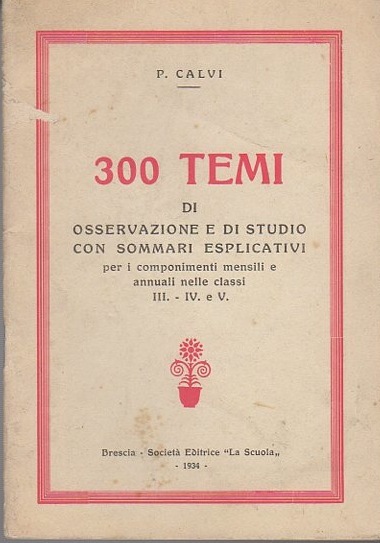 P. CALVI
300 TEMI
DI
OSSERVAZIONE E DI STUDIO
CON SOMMARI ESPLICATIVI
per i componimenti mensili e
annuali nelle classi
III. - IV. e V.
Brescia - Società Editrice "La Scuola„
- 1934 -